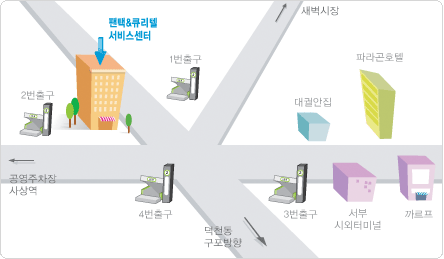 팬택&큐리텔
서비스센터
새벽시장
1번출구
파라곤호텔
2번출구
대궐안집
공영주차장
사상역
4번출구
3번출구
서부
시외터미널
까르프
덕천동
구포방향